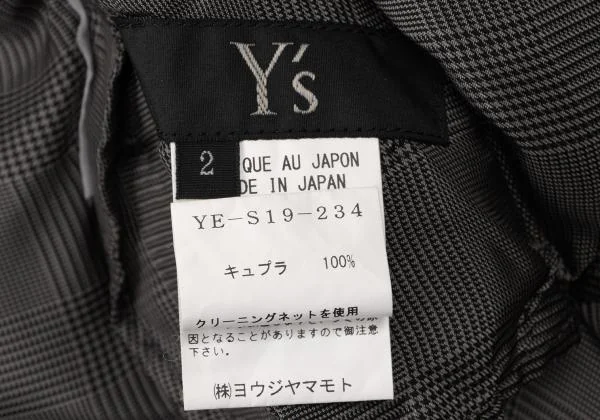 Y's
2
QUE AU JAPON
DE IN JAPAN
YE-S19-234
キュプラ 100%
クリーニングネットを使用
因となることがありますので御注意
下さい。
㈱ヨウジヤマモト